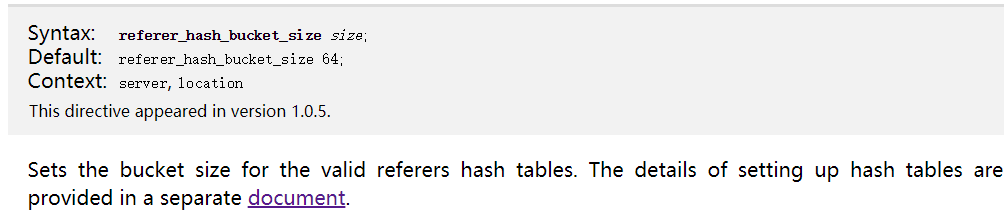 Syntax: referer_hash_bucket_size size;
Default: referer_hash_bucket_size 64;
Context: server, location
This directive appeared in version 1.0.5.
Sets the bucket size for the valid referers hash tables. The details of setting up hash tables are
provided in a separate document.